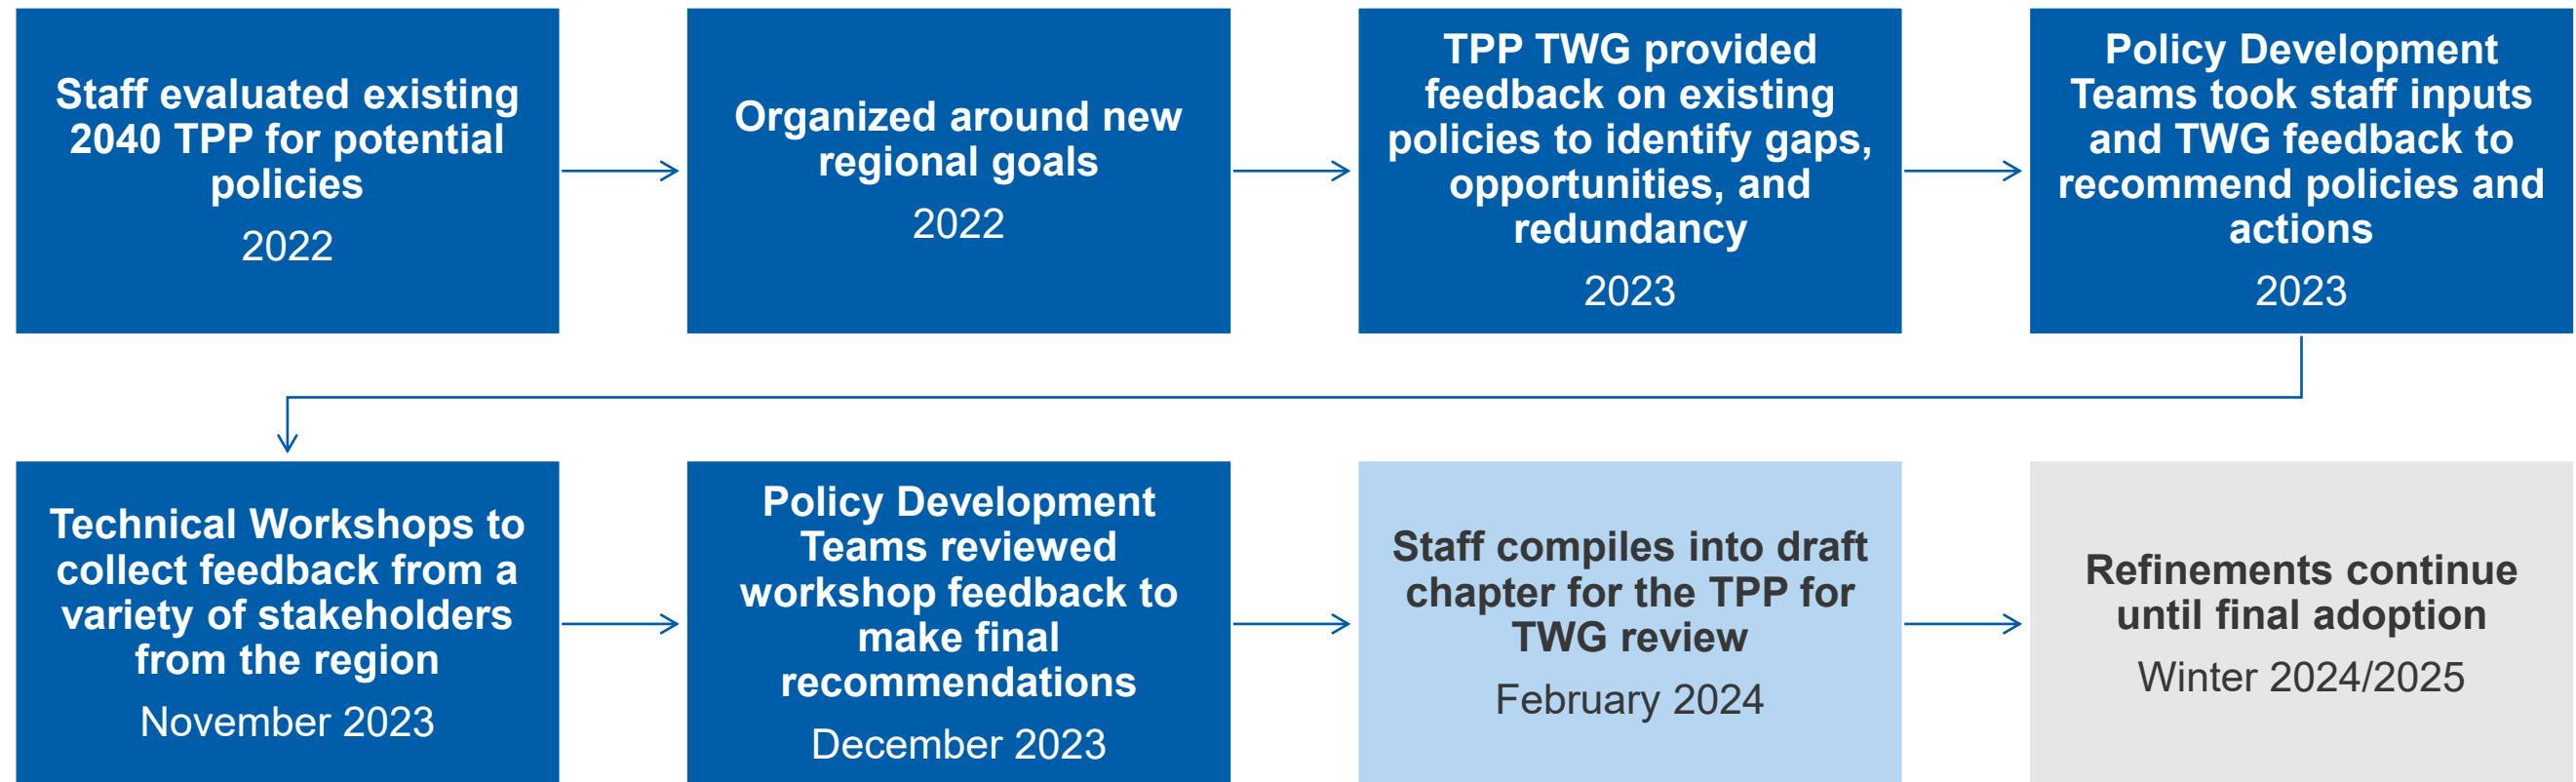 Staff evaluated existing
2040 TPP for potential
policies
2022
Organized around new
regional goals
2022
TPP TWG provided
feedback on existing
policies to identify gaps,
opportunities, and
redundancy
2023
Policy Development
Teams took staff inputs
and TWG feedback to
recommend policies and
actions
2023
Technical Workshops to
collect feedback from a
variety of stakeholders
from the region
November 2023
Policy Development
Teams reviewed
workshop feedback to
make final
recommendations
December 2023
Staff compiles into draft
chapter for the TPP for
TWG review
February 2024
Refinements continue
until final adoption
Winter 2024/2025